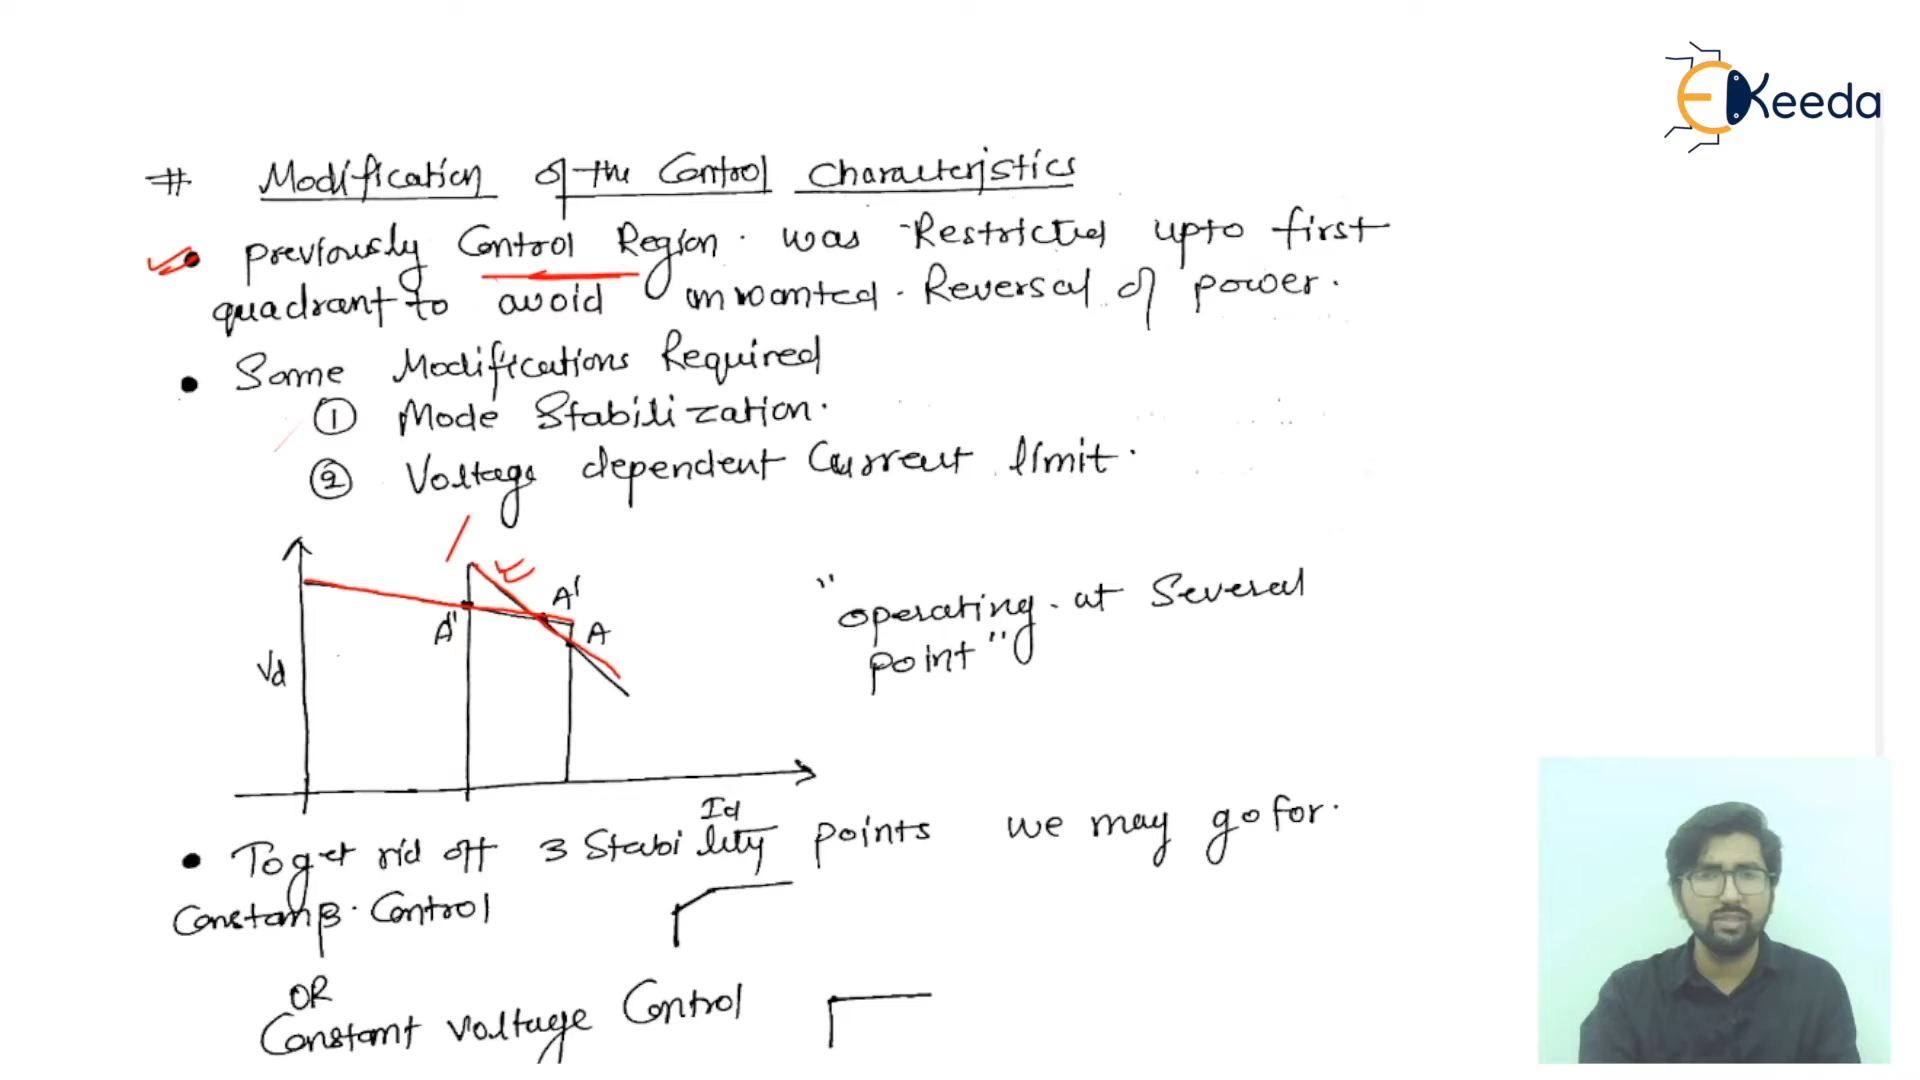 EKeeda
# Modification of the Control Characteristics
• previously Control Region. was Restricted upto first
quadrant to avoid unwanted. Reversal of power.
• Some Modifications Required
① Mode Stabilization.
② Voltage dependent Current limit.
A'
A"
A
Vd
"operating. at Several
point"
Id
• To get rid off 3 Stability points we may go for.
Constan β. Control
OR
Constant voltage Control